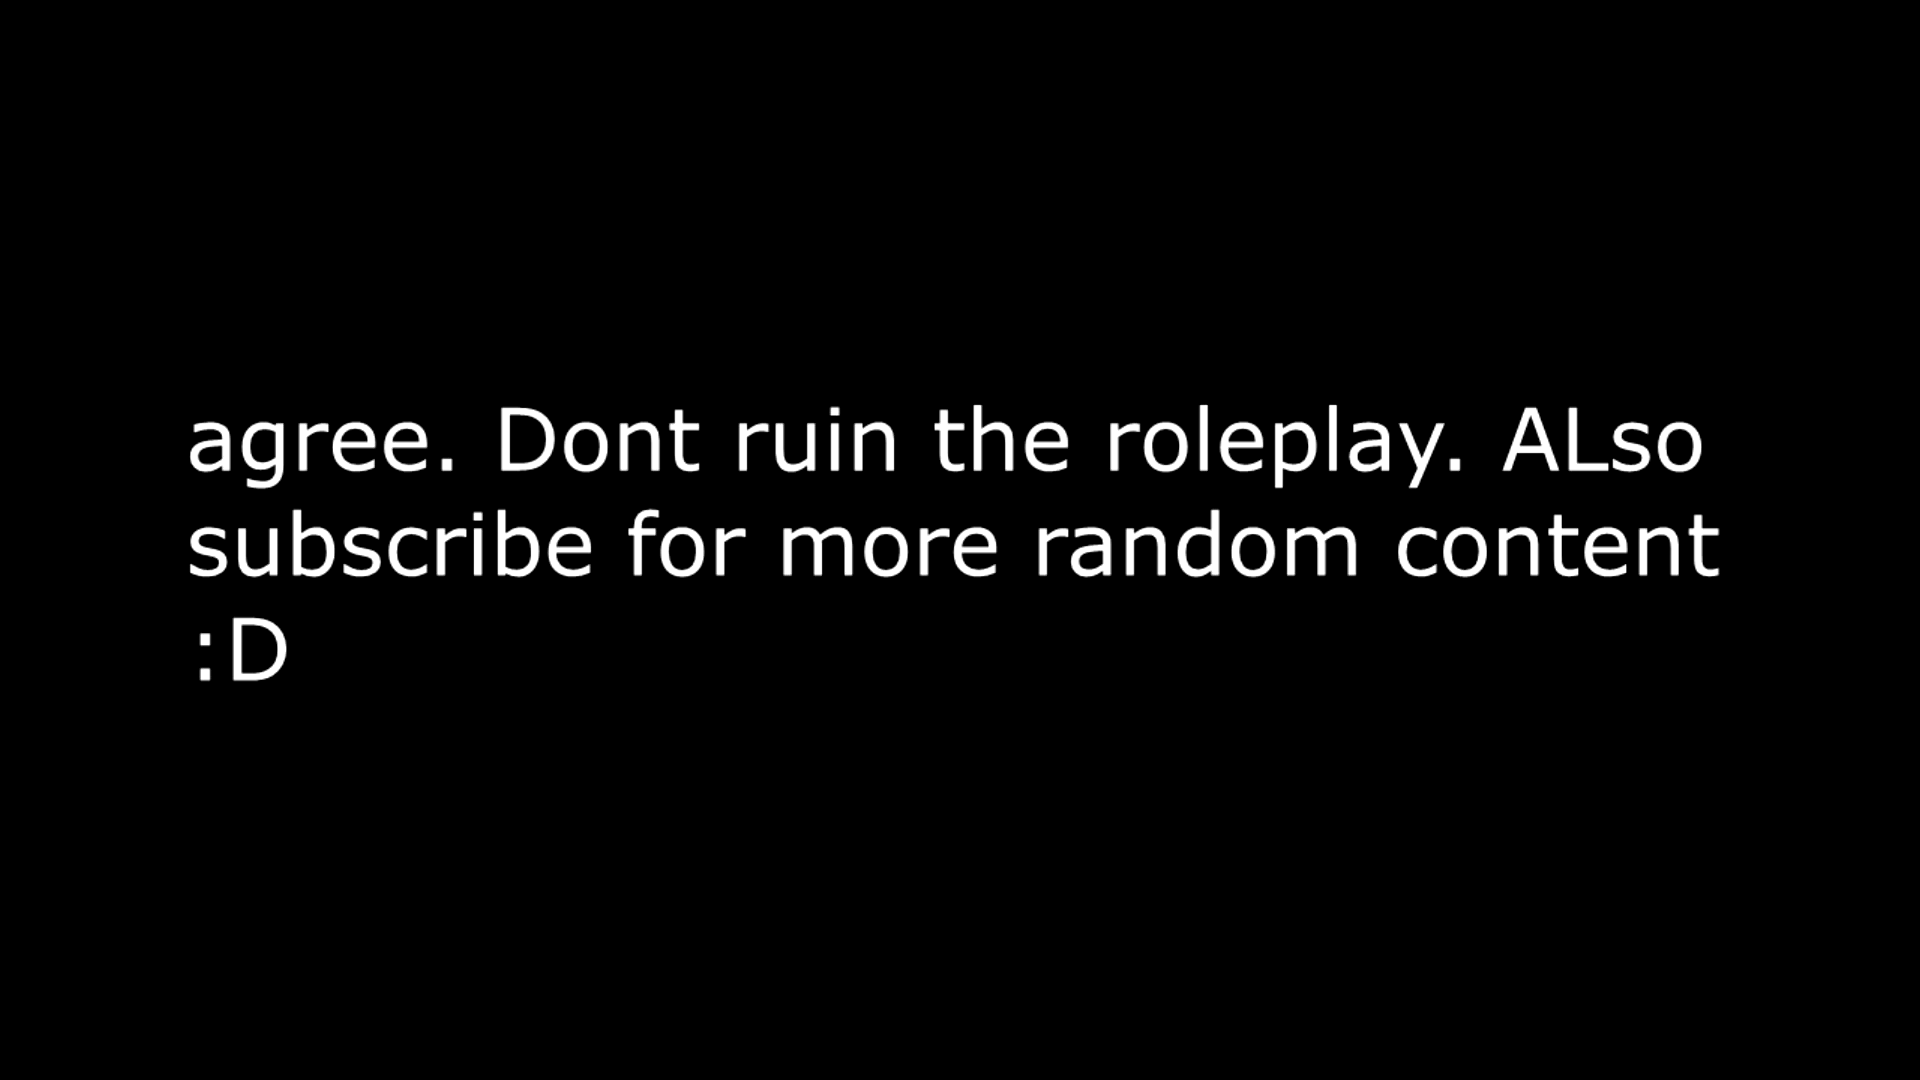 agree. Dont ruin the roleplay. ALso
subscribe for more random content
:D